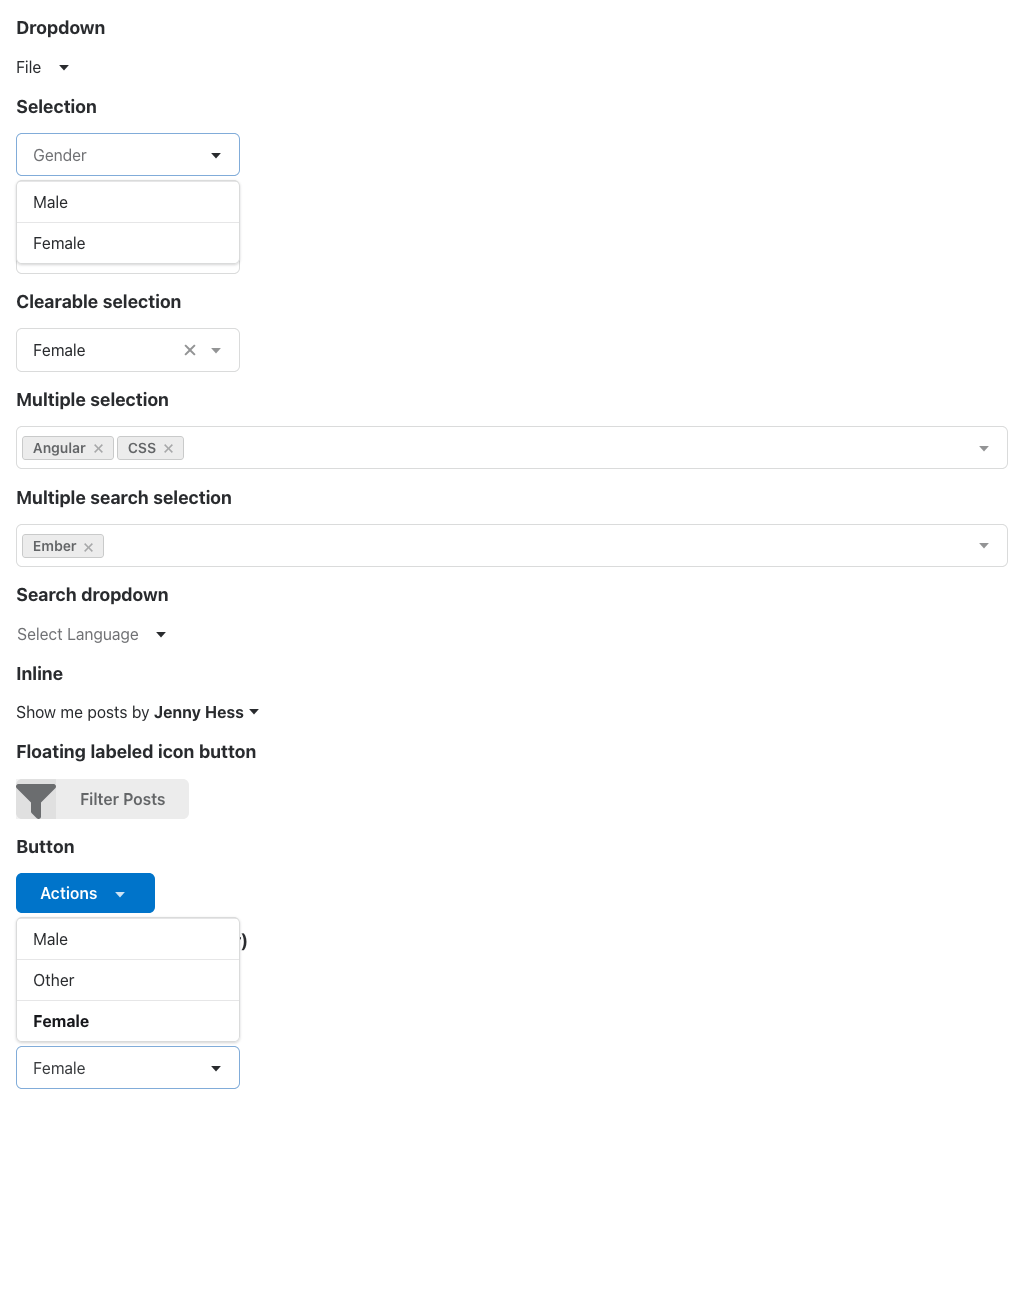 Dropdown
File
Selection
Gender
Male
Female
Clearable selection
Female
Multiple selection
Angular CSS
Multiple search selection
Ember
Search dropdown
Select Language
Inline
Show me posts by Jenny Hess
Floating labeled icon button
Filter Posts
Button
Actions
Male
)
Other
Female
Female